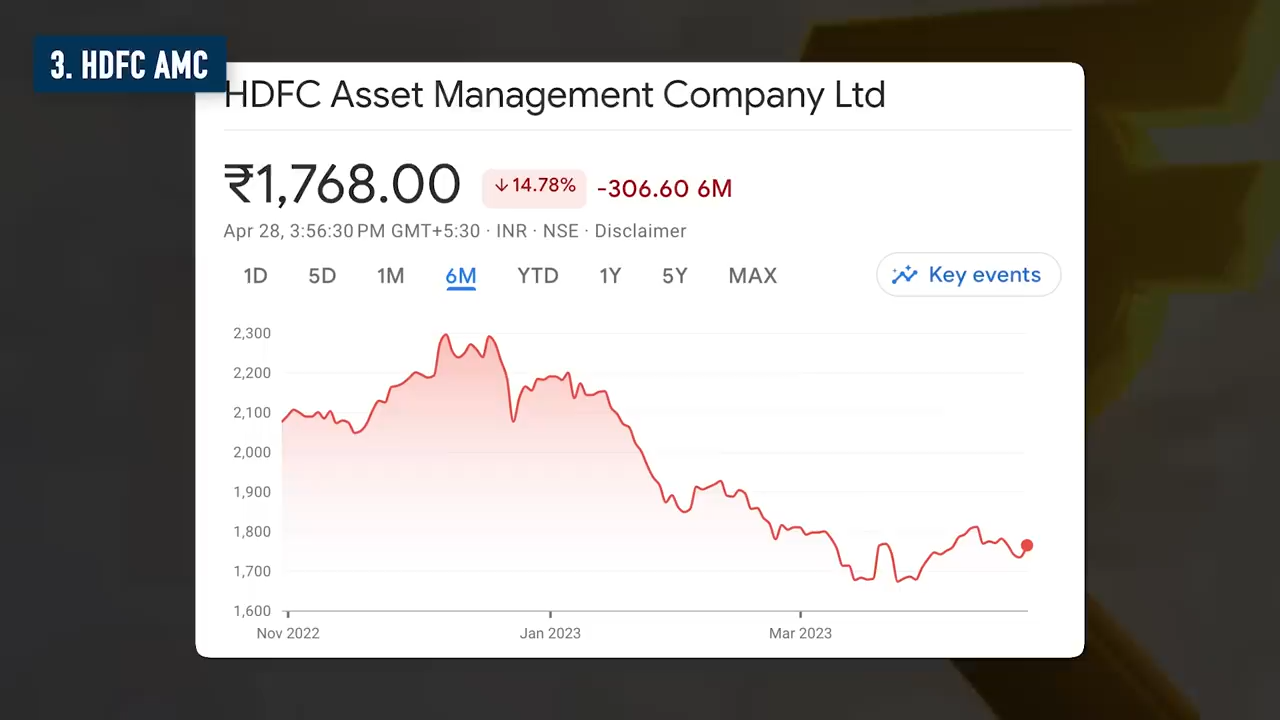 3. HDFC AMC
HDFC Asset Management Company Ltd
₹1,768.00 ↓14.78% -306.60 6M
Apr 28, 3:56:30 PM GMT+5:30 · INR · NSE · Disclaimer
1D 5D 1M 6M YTD 1Y 5Y MAX Key events
2,300
2,200
2,100
2,000
1,900
1,800
1,700
1,600
Nov 2022 Jan 2023 Mar 2023